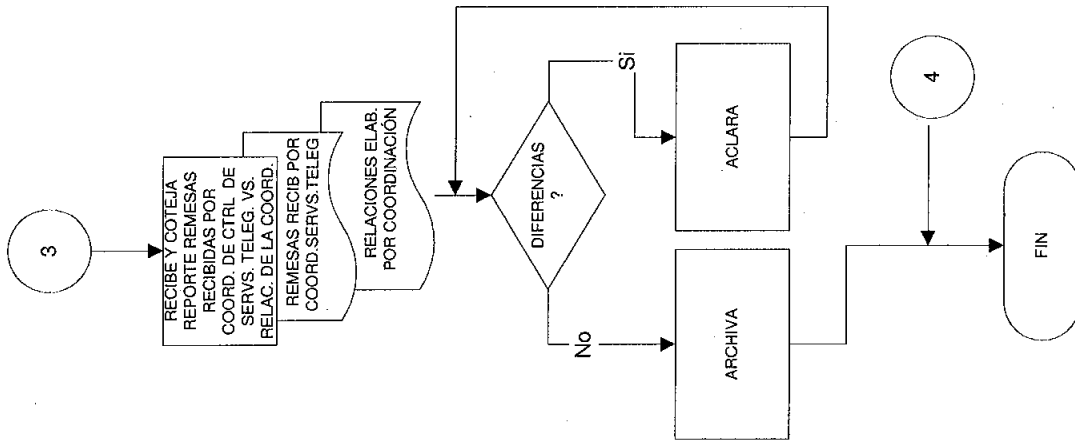 3
RECIBE Y COTEJA
REPORTE REMESAS
RECIBIDAS POR
COORD. DE CTRL DE
SERVS. TELEG. VS.
RELAC. DE LA COORD.
REMESAS RECIB POR
COORD.SERVS.TELEG
RELACIONES ELAB.
POR COORDINACIÓN
DIFERENCIAS
?
No
Si
ARCHIVA
ACLARA
4
FIN